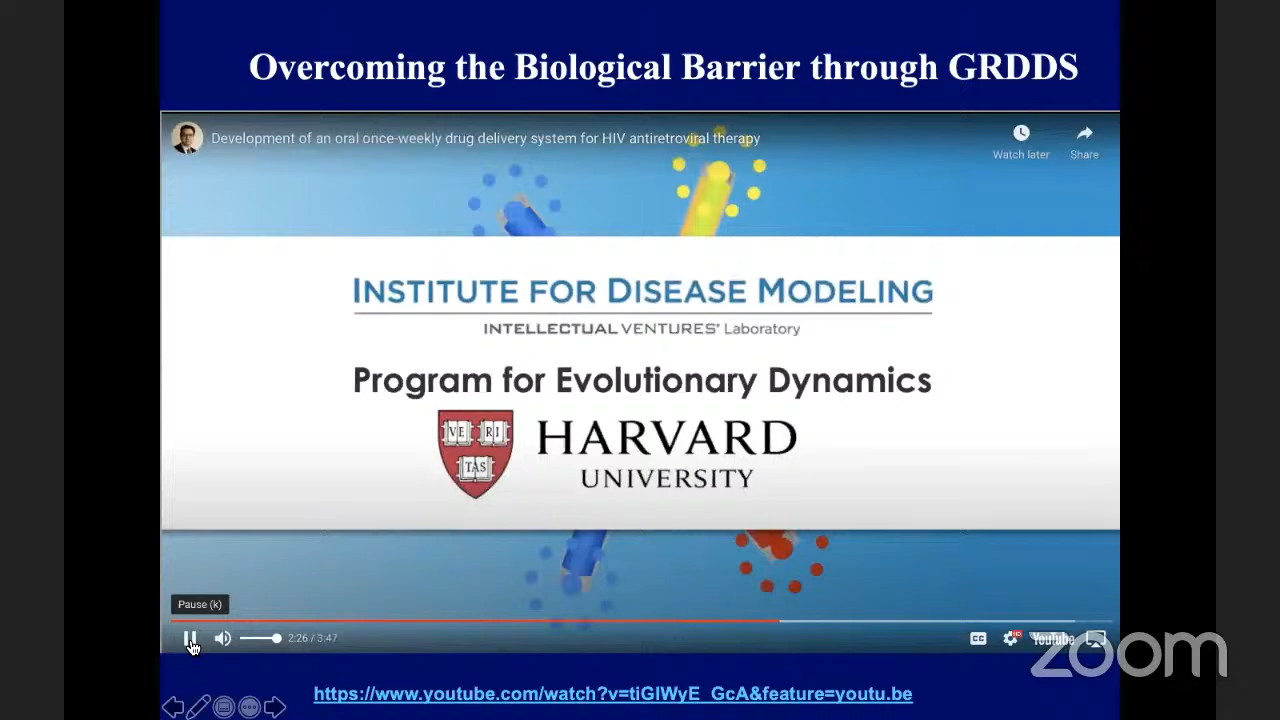 Overcoming the Biological Barrier through GRDDS
Development of an oral once-weekly drug delivery system for HIV antiretroviral therapy
Watch later
Share
INSTITUTE FOR DISEASE MODELING
INTELLECTUAL VENTURES® Laboratory
Program for Evolutionary Dynamics
VE RI
TAS
HARVARD
UNIVERSITY
Pause (k)
2:26 / 3:47
CC
HD
YouTube
zoom
https://www.youtube.com/watch?v=tiGIWyE_GcA&feature=youtu.be